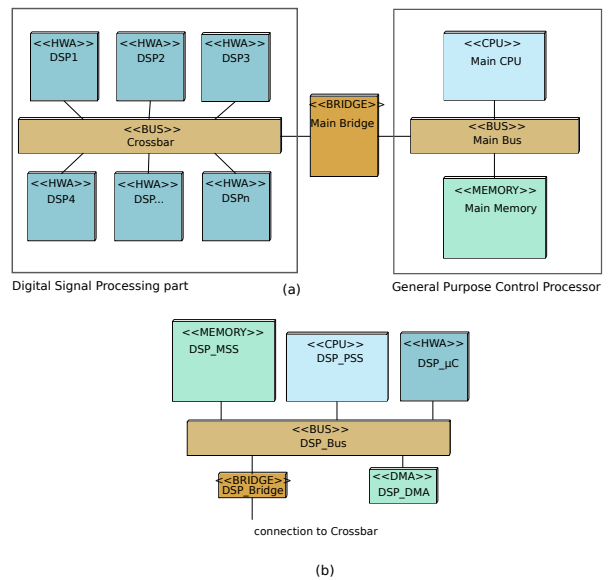 <<HWA>>
DSP1
<<HWA>>
DSP2
<<HWA>>
DSP3
<<BUS>>
Crossbar
<<HWA>>
DSP4
<<HWA>>
DSP...
<<HWA>>
DSPn
<<BRIDGE>>
Main Bridge
<<CPU>>
Main CPU
<<BUS>>
Main Bus
<<MEMORY>>
Main Memory
Digital Signal Processing part
(a)
General Purpose Control Processor
<<MEMORY>>
DSP_MSS
<<CPU>>
DSP_PSS
<<HWA>>
DSP_µC
<<BUS>>
DSP_Bus
<<BRIDGE>>
DSP_Bridge
<<DMA>>
DSP_DMA
connection to Crossbar
(b)